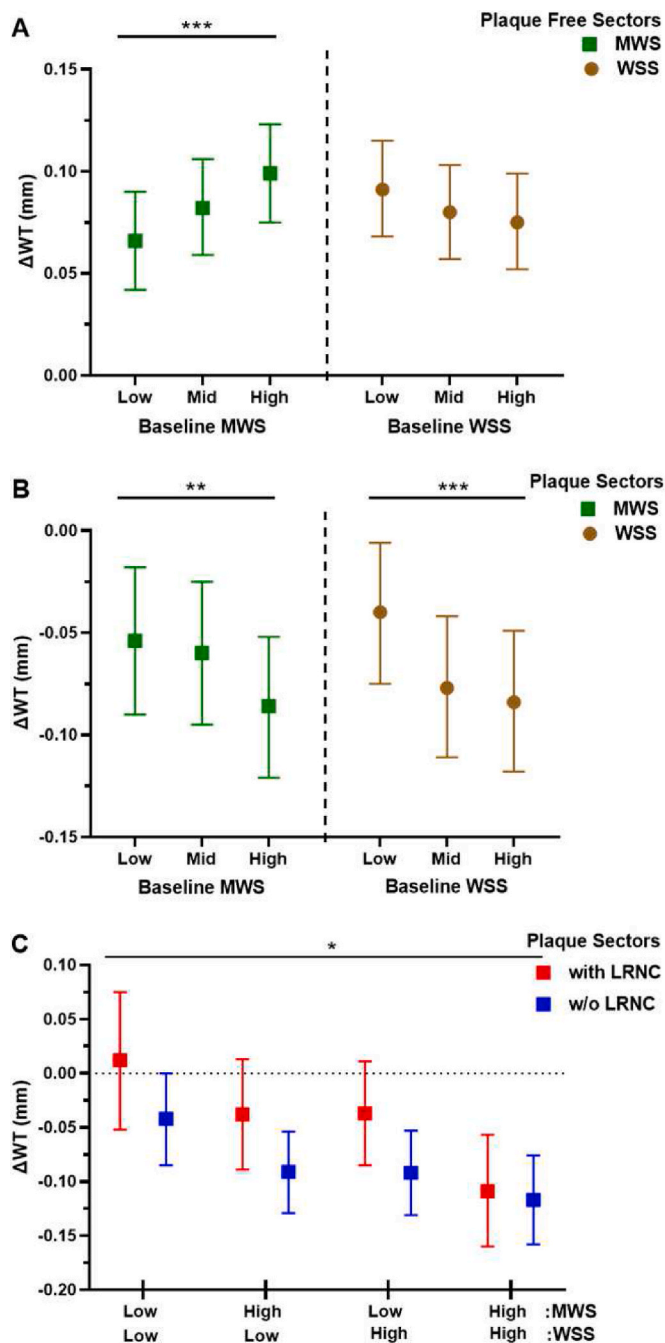 A
***
Plaque Free Sectors
MWS
WSS
0.15
0.10
0.05
0.00
ΔWT (mm)
Low Mid High Low Mid High
Baseline MWS Baseline WSS
B
**
***
Plaque Sectors
MWS
WSS
0.00
-0.05
-0.10
-0.15
ΔWT (mm)
Low Mid High Low Mid High
Baseline MWS Baseline WSS
C
*
Plaque Sectors
with LRNC
w/o LRNC
0.10
0.05
0.00
-0.05
-0.10
-0.15
-0.20
ΔWT (mm)
Low High Low High :MWS
Low Low High High :WSS